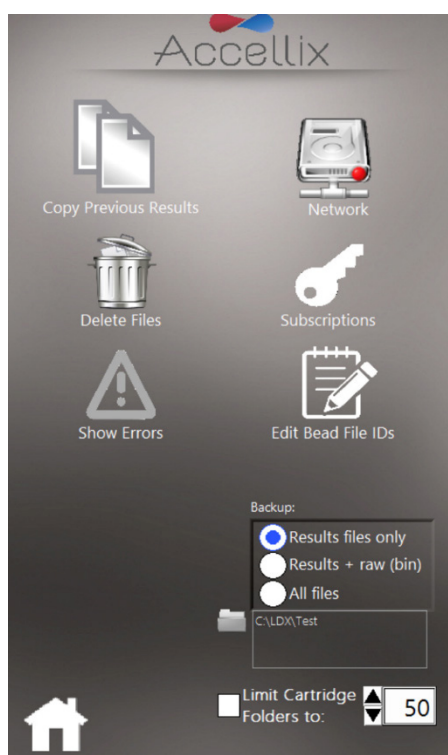 Accellix
Copy Previous Results
Network
Delete Files
Subscriptions
Show Errors
Edit Bead File IDs
Backup:
Results files only
Results + raw (bin)
All files
C:\LDX\Test
Limit Cartridge
Folders to:
50